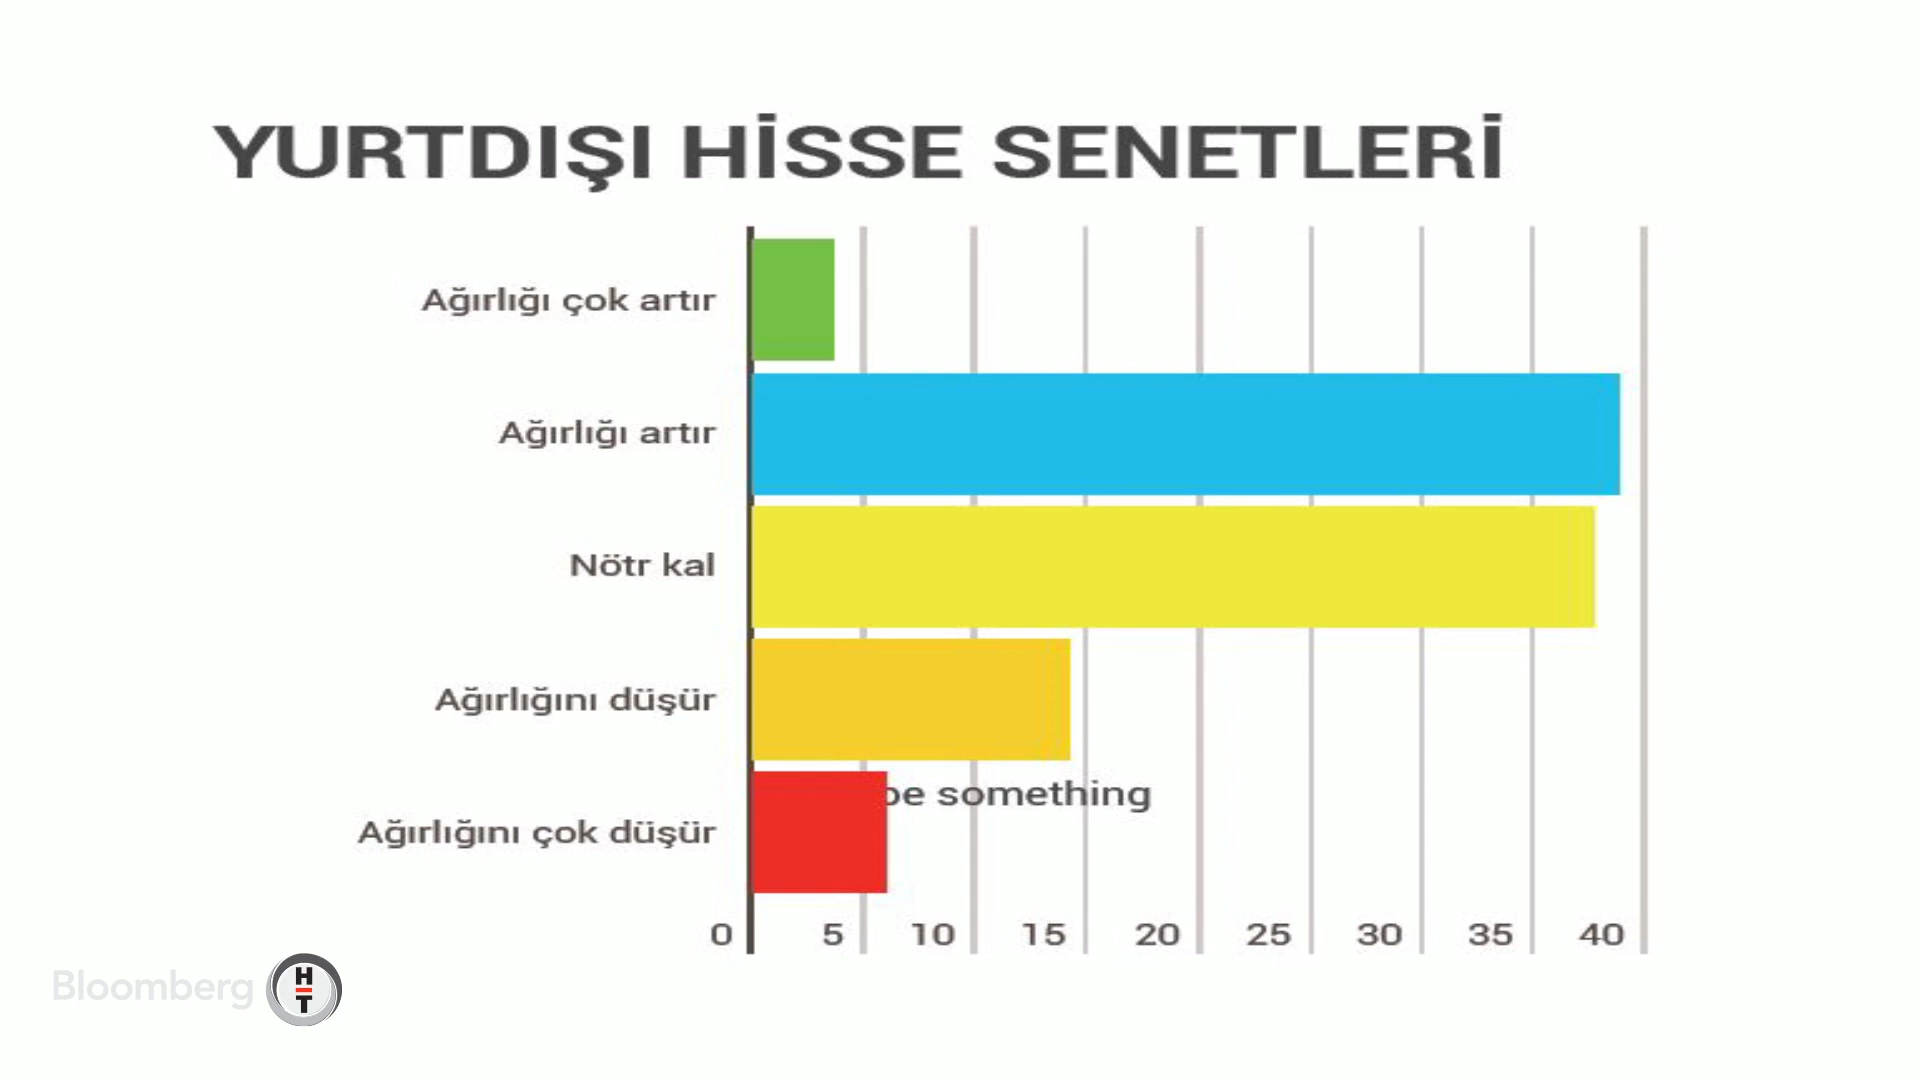 YURTDIŞI HİSSE SENETLERİ
Ağırlığı çok artır
Ağırlığı artır
Nötr kal
Ağırlığını düşür
be something
Ağırlığını çok düşür
0 5 10 15 20 25 30 35 40
Bloomberg HT